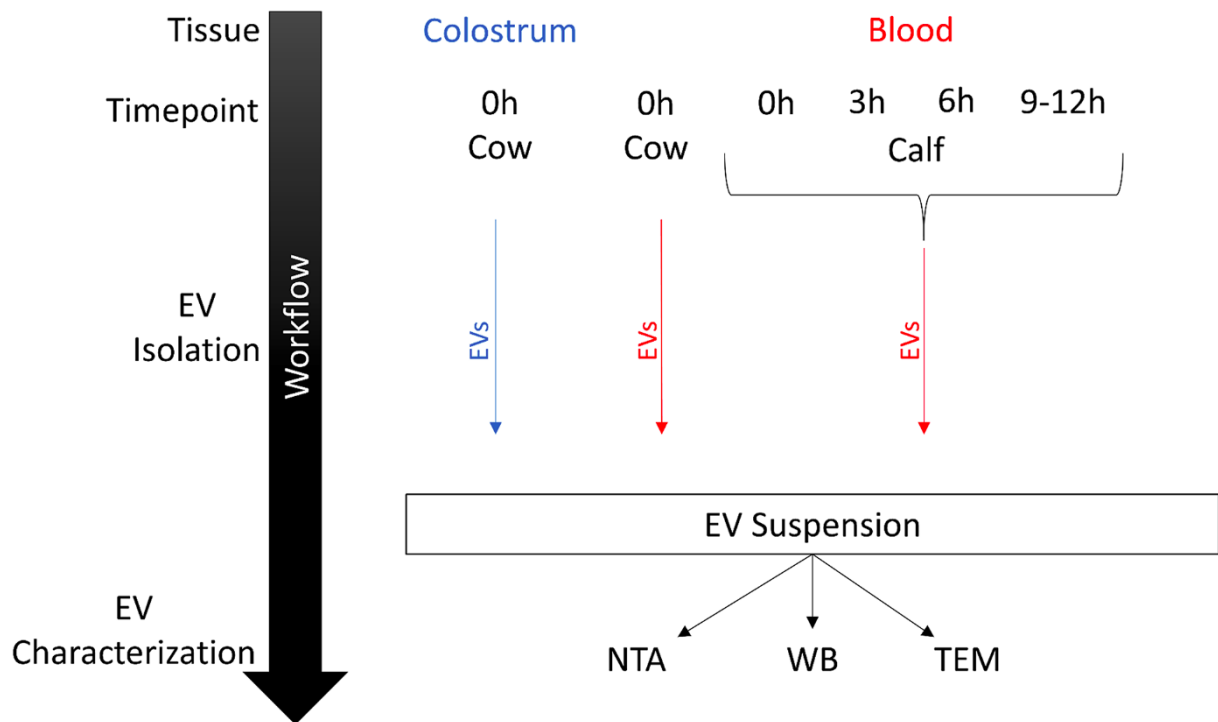 Tissue Colostrum Blood
Timepoint 0h 0h 0h 3h 6h 9-12h
Cow Cow Calf
EV
Isolation
Workflow
EVs EVs EVs
EV Suspension
EV
Characterization
NTA WB TEM